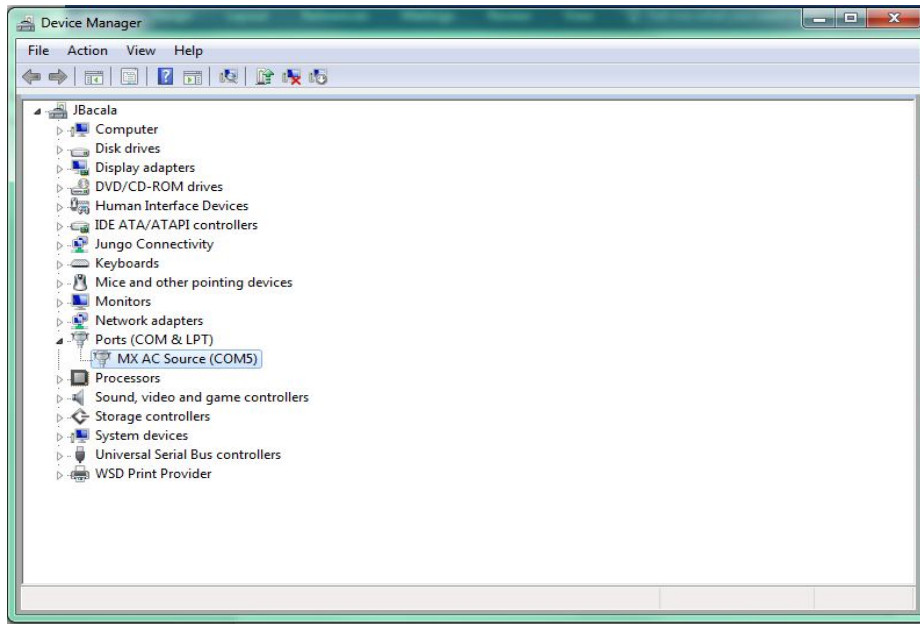 Device Manager
File Action View Help
JBacala
Computer
Disk drives
Display adapters
DVD/CD-ROM drives
Human Interface Devices
IDE ATA/ATAPI controllers
Jungo Connectivity
Keyboards
Mice and other pointing devices
Monitors
Network adapters
Ports (COM & LPT)
MX AC Source (COM5)
Processors
Sound, video and game controllers
Storage controllers
System devices
Universal Serial Bus controllers
WSD Print Provider